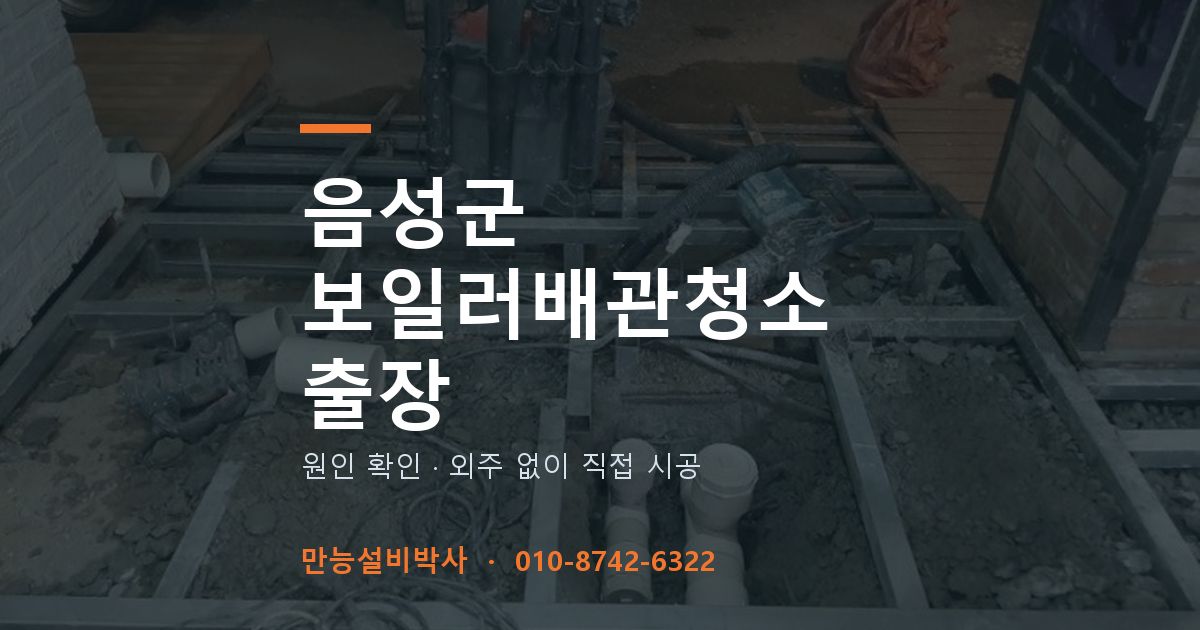 음성군
보일러배관청소
출장
원인 확인 · 외주 없이 직접 시공
만능설비박사 · 010-8742-6322